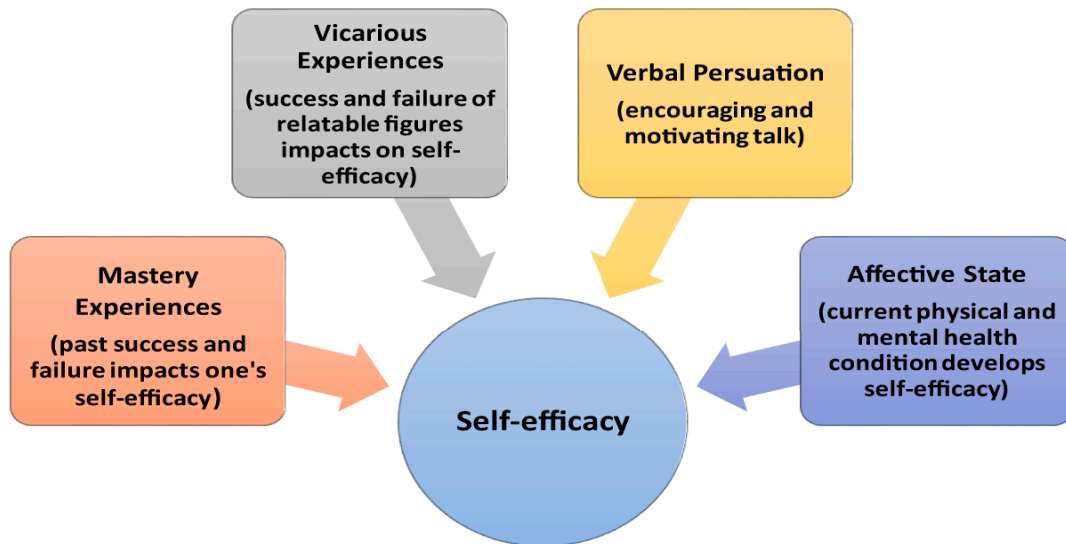 Vicarious
Experiences
(success and failure of
relatable figures
impacts on self-
efficacy)
Verbal Persuation
(encouraging and
motivating talk)
Mastery
Experiences
(past success and
failure impacts one's
self-efficacy)
Affective State
(current physical and
mental health
condition develops
self-efficacy)
Self-efficacy